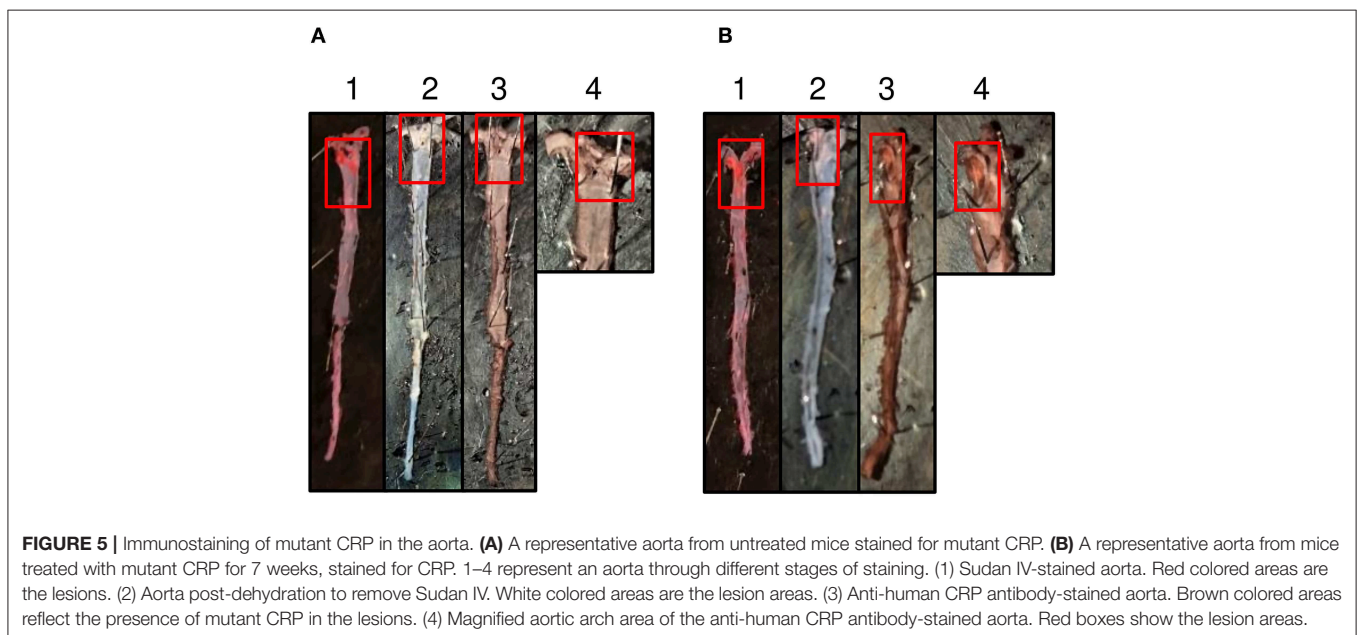 A
B
1 2 3 4
1 2 3 4
FIGURE 5 | Immunostaining of mutant CRP in the aorta. (A) A representative aorta from untreated mice stained for mutant CRP. (B) A representative aorta from mice
treated with mutant CRP for 7 weeks, stained for CRP. 1–4 represent an aorta through different stages of staining. (1) Sudan IV-stained aorta. Red colored areas are
the lesions. (2) Aorta post-dehydration to remove Sudan IV. White colored areas are the lesion areas. (3) Anti-human CRP antibody-stained aorta. Brown colored areas
reflect the presence of mutant CRP in the lesions. (4) Magnified aortic arch area of the anti-human CRP antibody-stained aorta. Red boxes show the lesion areas.